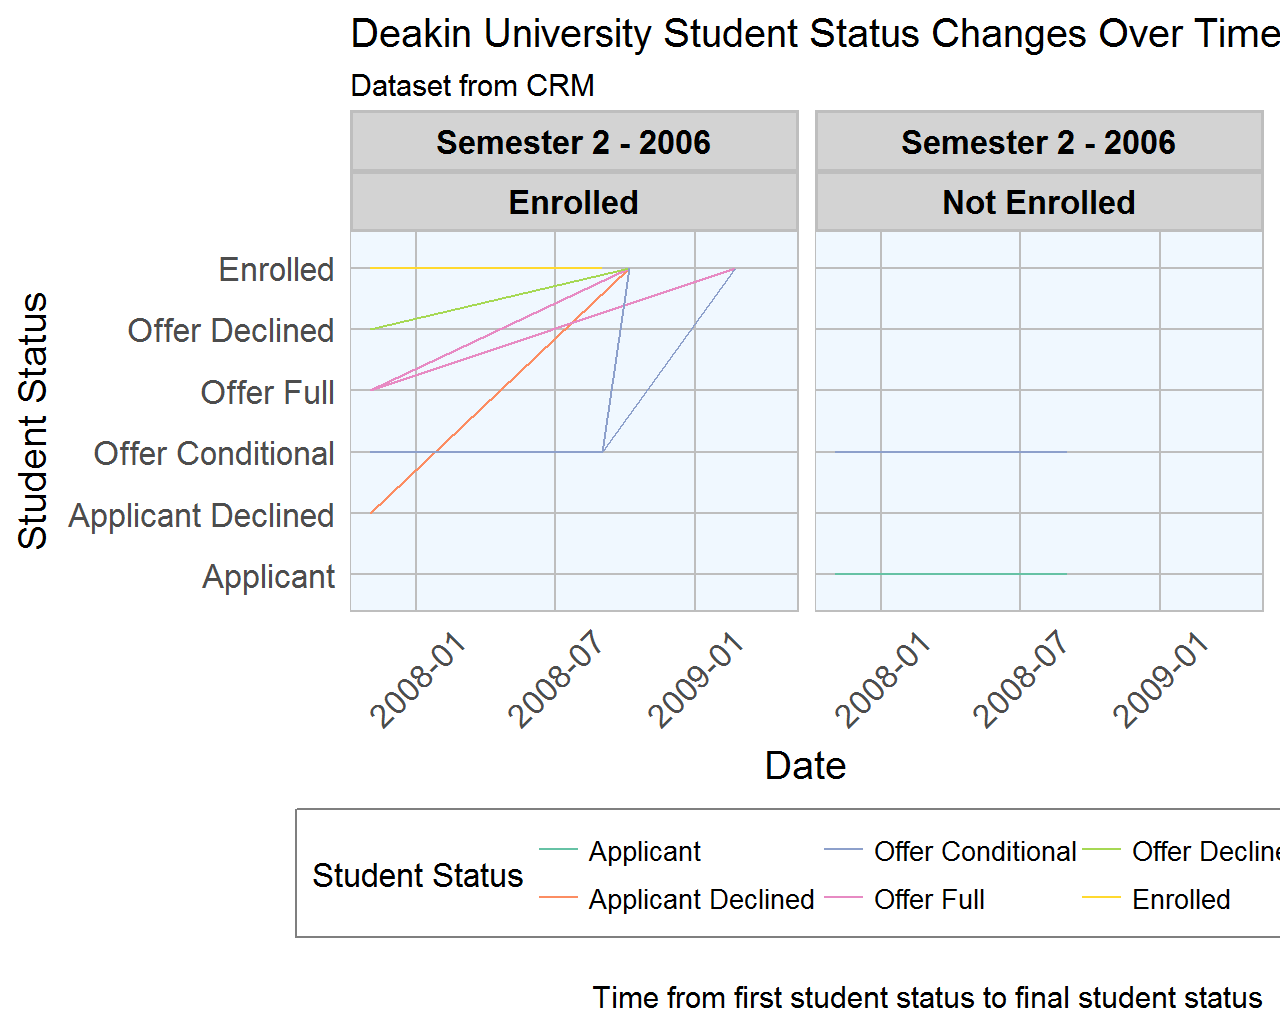 Deakin University Student Status Changes Over Time
Dataset from CRM
Semester 2 - 2006
Semester 2 - 2006
Enrolled
Not Enrolled
Student Status
Enrolled
Offer Declined
Offer Full
Offer Conditional
Applicant Declined
Applicant
2008-01
2008-07
2009-01
2008-01
2008-07
2009-01
Date
Student Status
Applicant
Offer Conditional
Offer Decline
Applicant Declined
Offer Full
Enrolled
Time from first student status to final student status